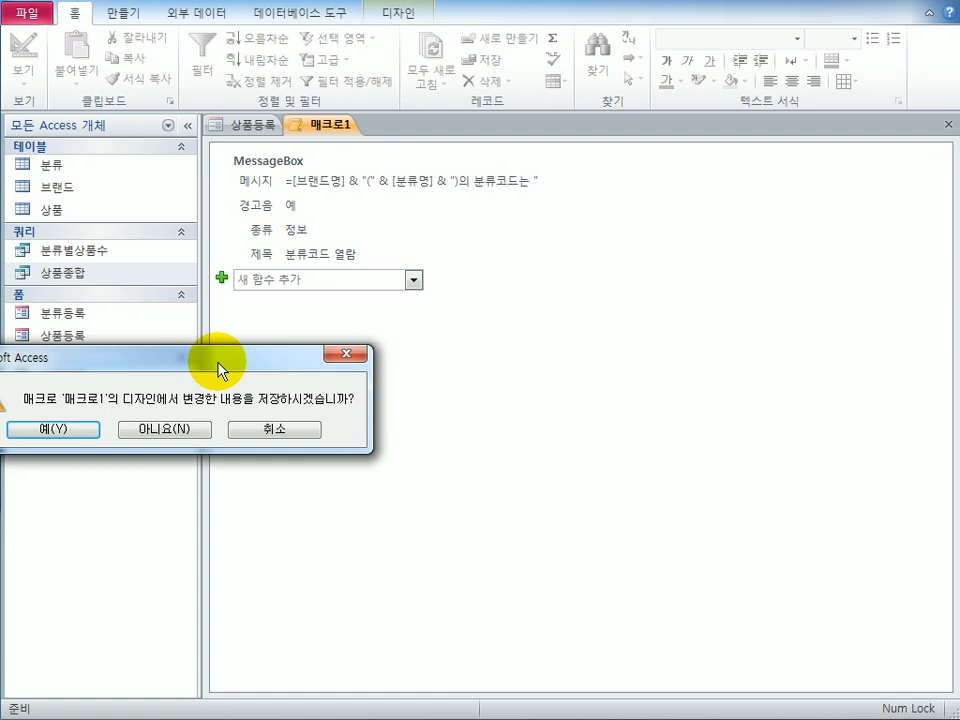 파일 홈 만들기 외부 데이터 데이터베이스 도구 디자인
보기 붙여넣기 잘라내기 복사 서식 복사 필터 오름차순 내림차순 정렬 제거 선택 영역 고급 필터 적용/해제 모두 새로 고침 새로 만들기 저장 삭제 찾기 가 가 가 가
보기 클립보드 정렬 및 필터 레코드 찾기 텍스트 서식
모든 Access 개체 상품등록 매크로1
테이블
분류
브랜드
상품
쿼리
분류별상품수
상품종합
폼
분류등록
상품등록
MessageBox
메시지 =[브랜드명] & "(" & [분류명] & ")의 분류코드는 "
경고음 예
종류 정보
제목 분류코드 열람
새 함수 추가
oft Access
매크로 '매크로1'의 디자인에서 변경한 내용을 저장하시겠습니까?
예(Y) 아니요(N) 취소
준비 Num Lock